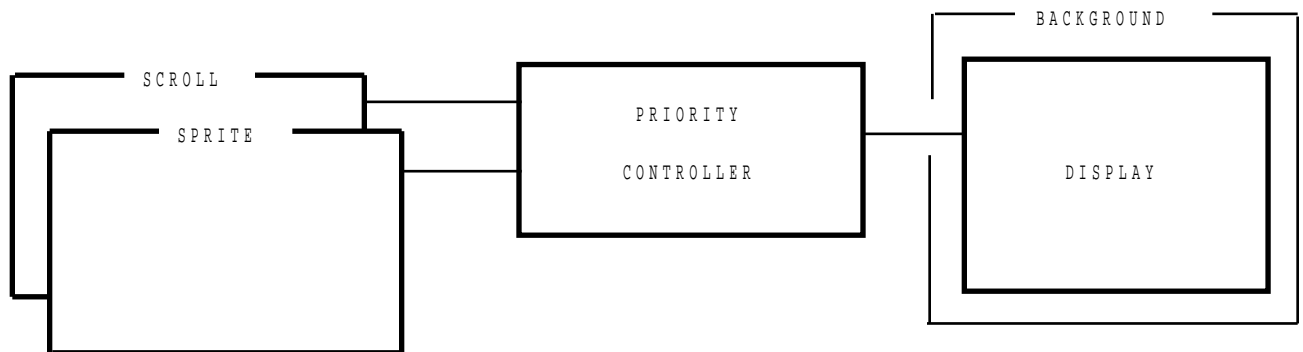 BACKGROUND
SCROLL
SPRITE
PRIORITY
CONTROLLER
DISPLAY